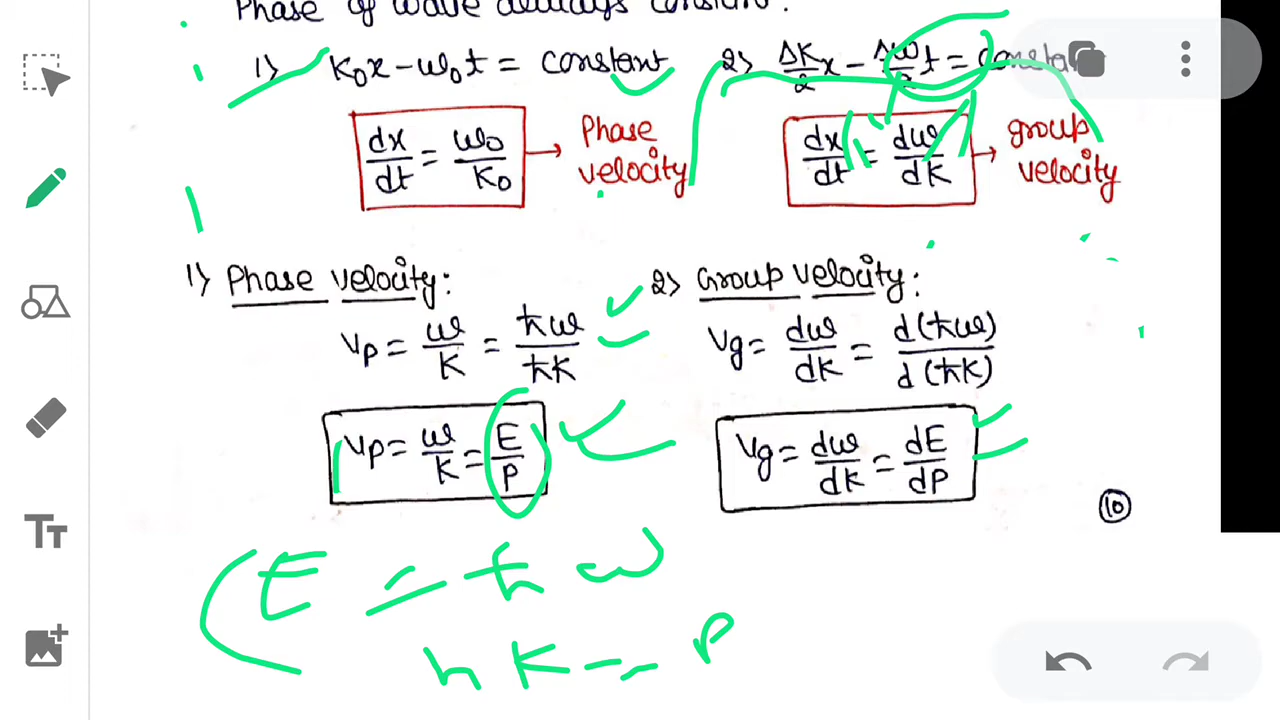 Phase of wave always constant.
1) K₀x − ω₀t = constant 2) ΔK/2 x − Δω/2 t = constant
dx/dt = ω₀/K₀ → Phase velocity
dx/dt = dω/dK → group velocity
1) Phase velocity: 2) Group velocity:
Vp = ω/K = ħω/ħK Vg = dω/dK = d(ħω)/d(ħK)
Vp = ω/K = E/P Vg = dω/dK = dE/dP
10
E = ħω
hK = P
TT